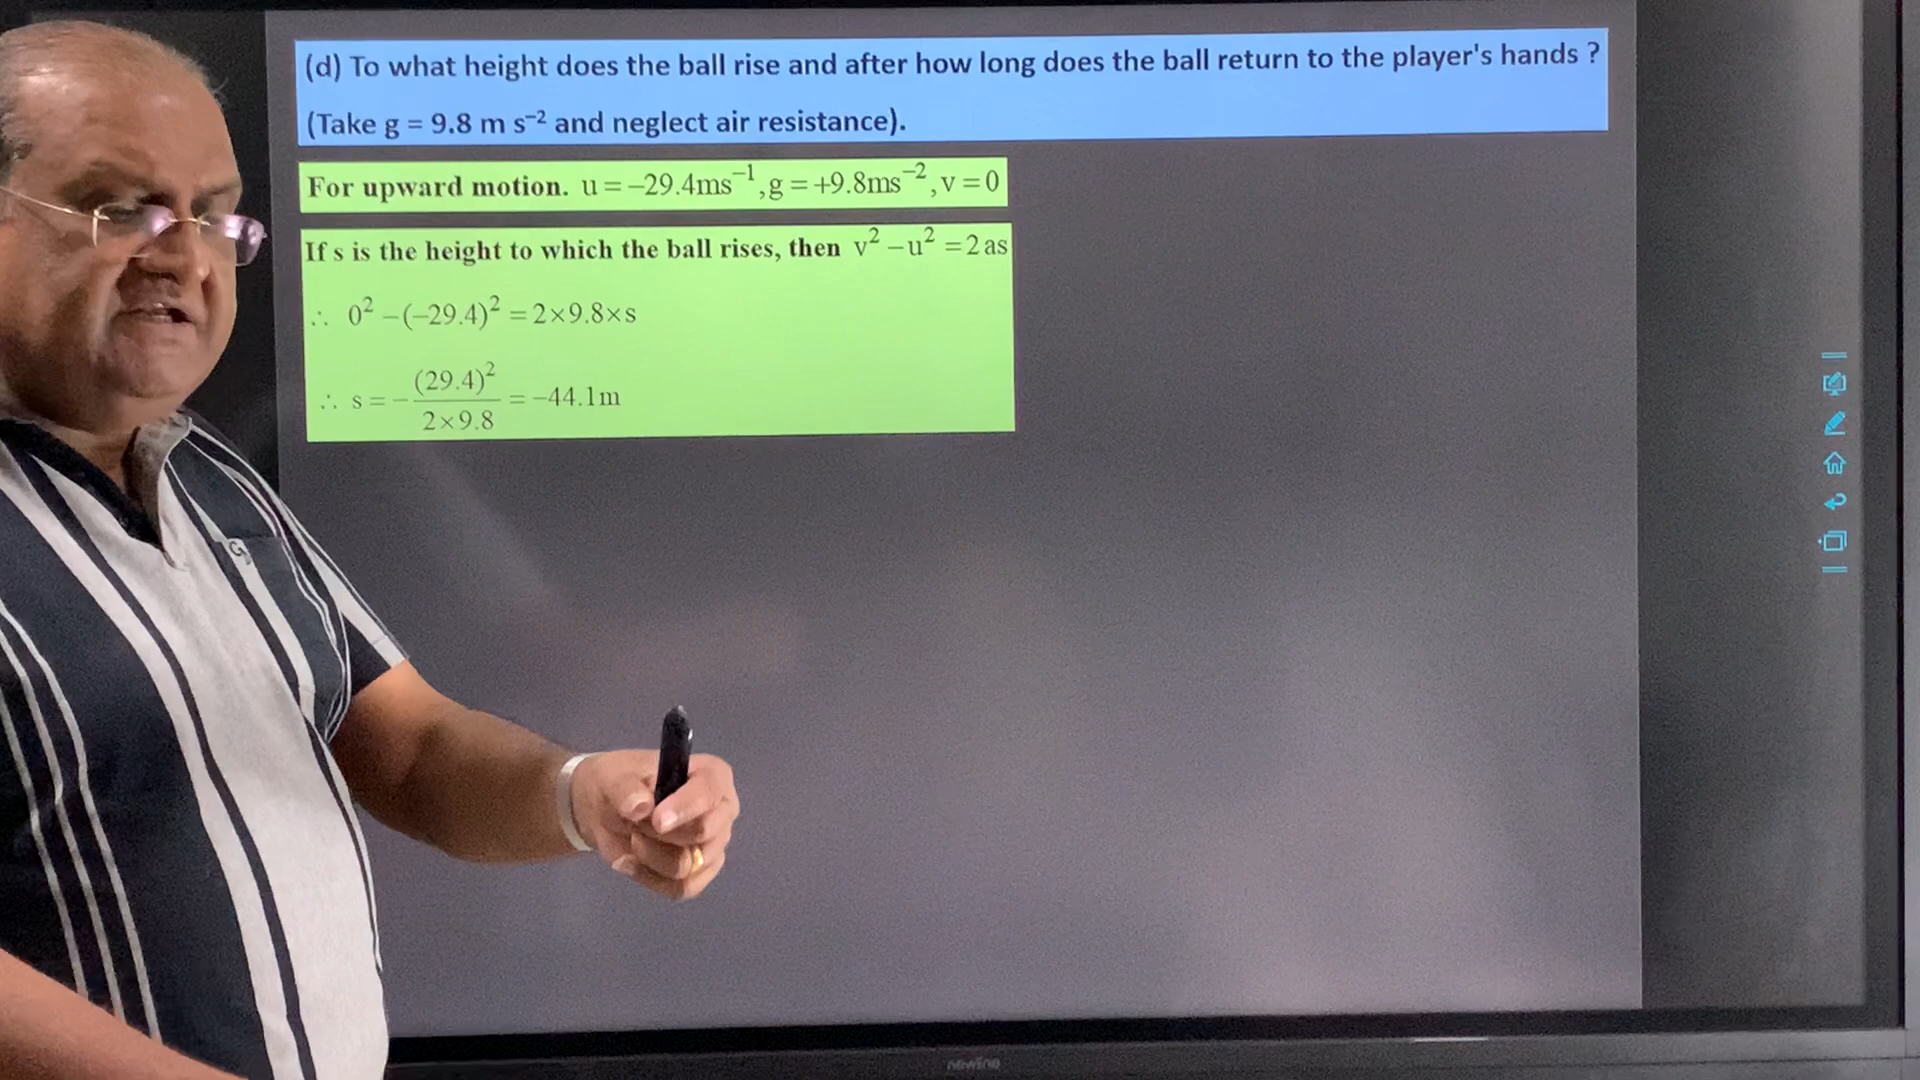 (d) To what height does the ball rise and after how long does the ball return to the player's hands ?
(Take g = 9.8 m s⁻² and neglect air resistance).
For upward motion. u = −29.4ms⁻¹, g = +9.8ms⁻², v = 0
If s is the height to which the ball rises, then v² − u² = 2as
∴ 0² − (−29.4)² = 2×9.8×s
∴ s = − (29.4)² / 2×9.8 = −44.1m
newline